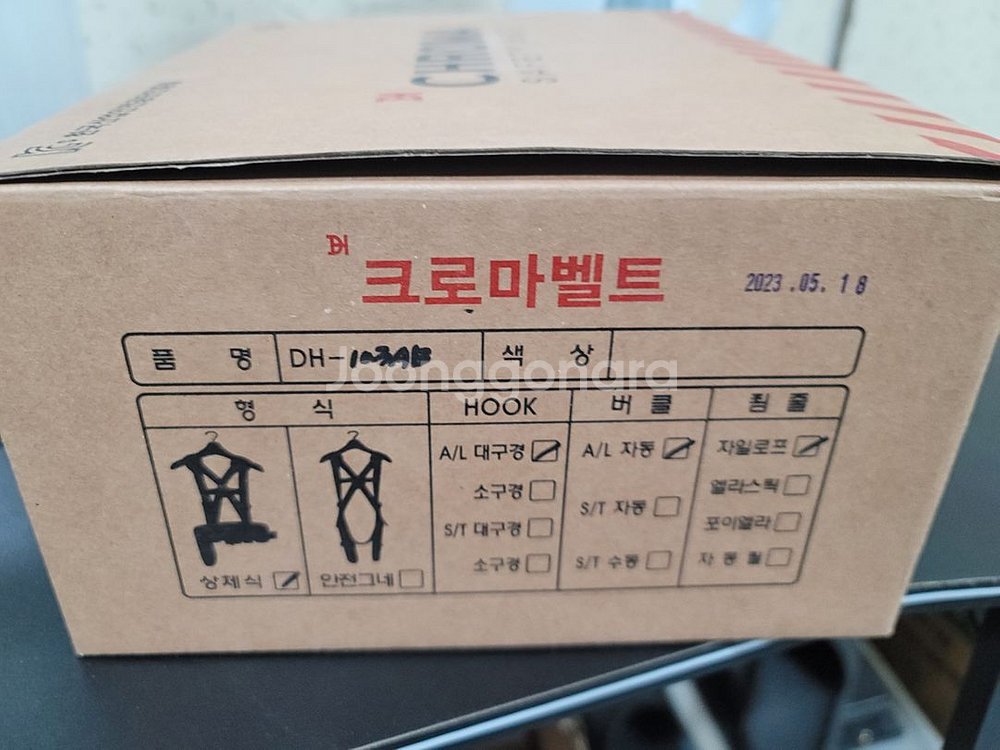 크로마벨트
2023.05.18
품 명 DH-103AB 색 상
Joonggonara
형 식 HOOK 버 클 죔 줄
A/L 대구경 A/L 자동 자일로프
소구경 S/T 자동 엘라스틱
S/T 대구경 포이엘라
상체식 안전그네 소구경 S/T 수동 자 동 릴